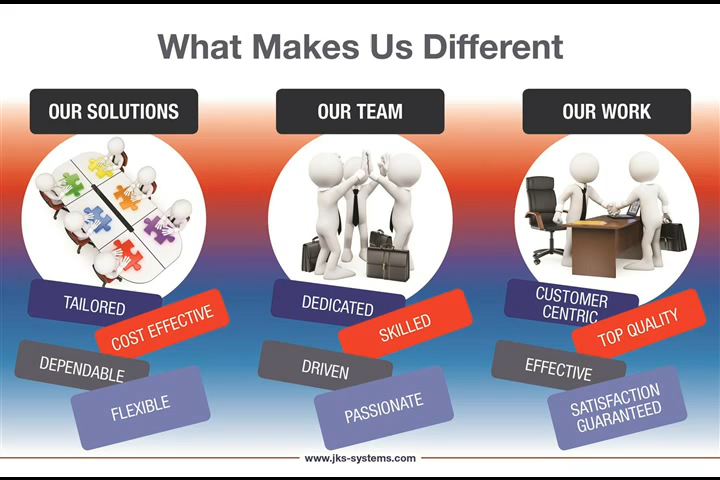 What Makes Us Different
OUR SOLUTIONS
TAILORED
COST EFFECTIVE
DEPENDABLE
FLEXIBLE
OUR TEAM
DEDICATED
SKILLED
DRIVEN
PASSIONATE
OUR WORK
CUSTOMER
CENTRIC
TOP QUALITY
EFFECTIVE
SATISFACTION
GUARANTEED
www.jks-systems.com